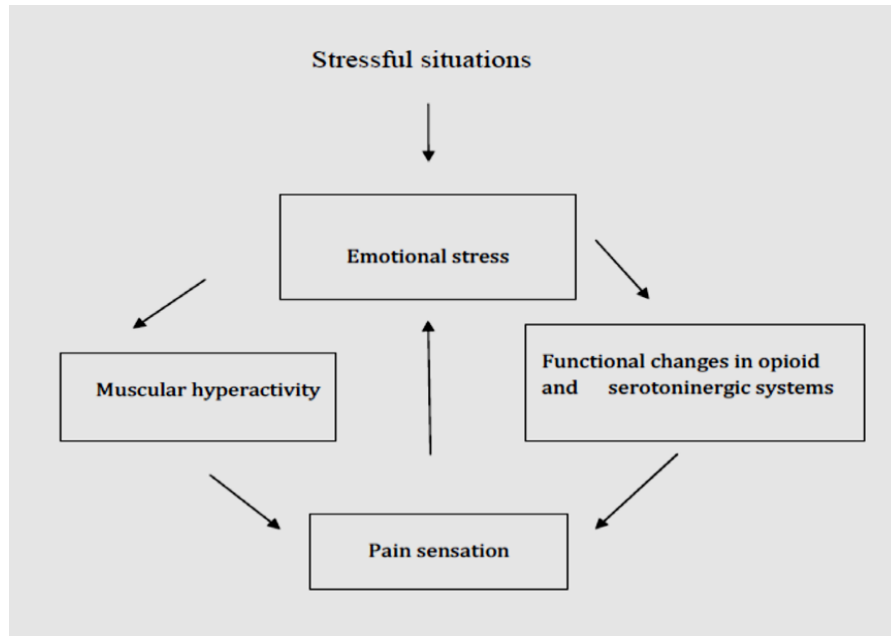 Stressful situations
Emotional stress
Muscular hyperactivity
Functional changes in opioid
and serotoninergic systems
Pain sensation